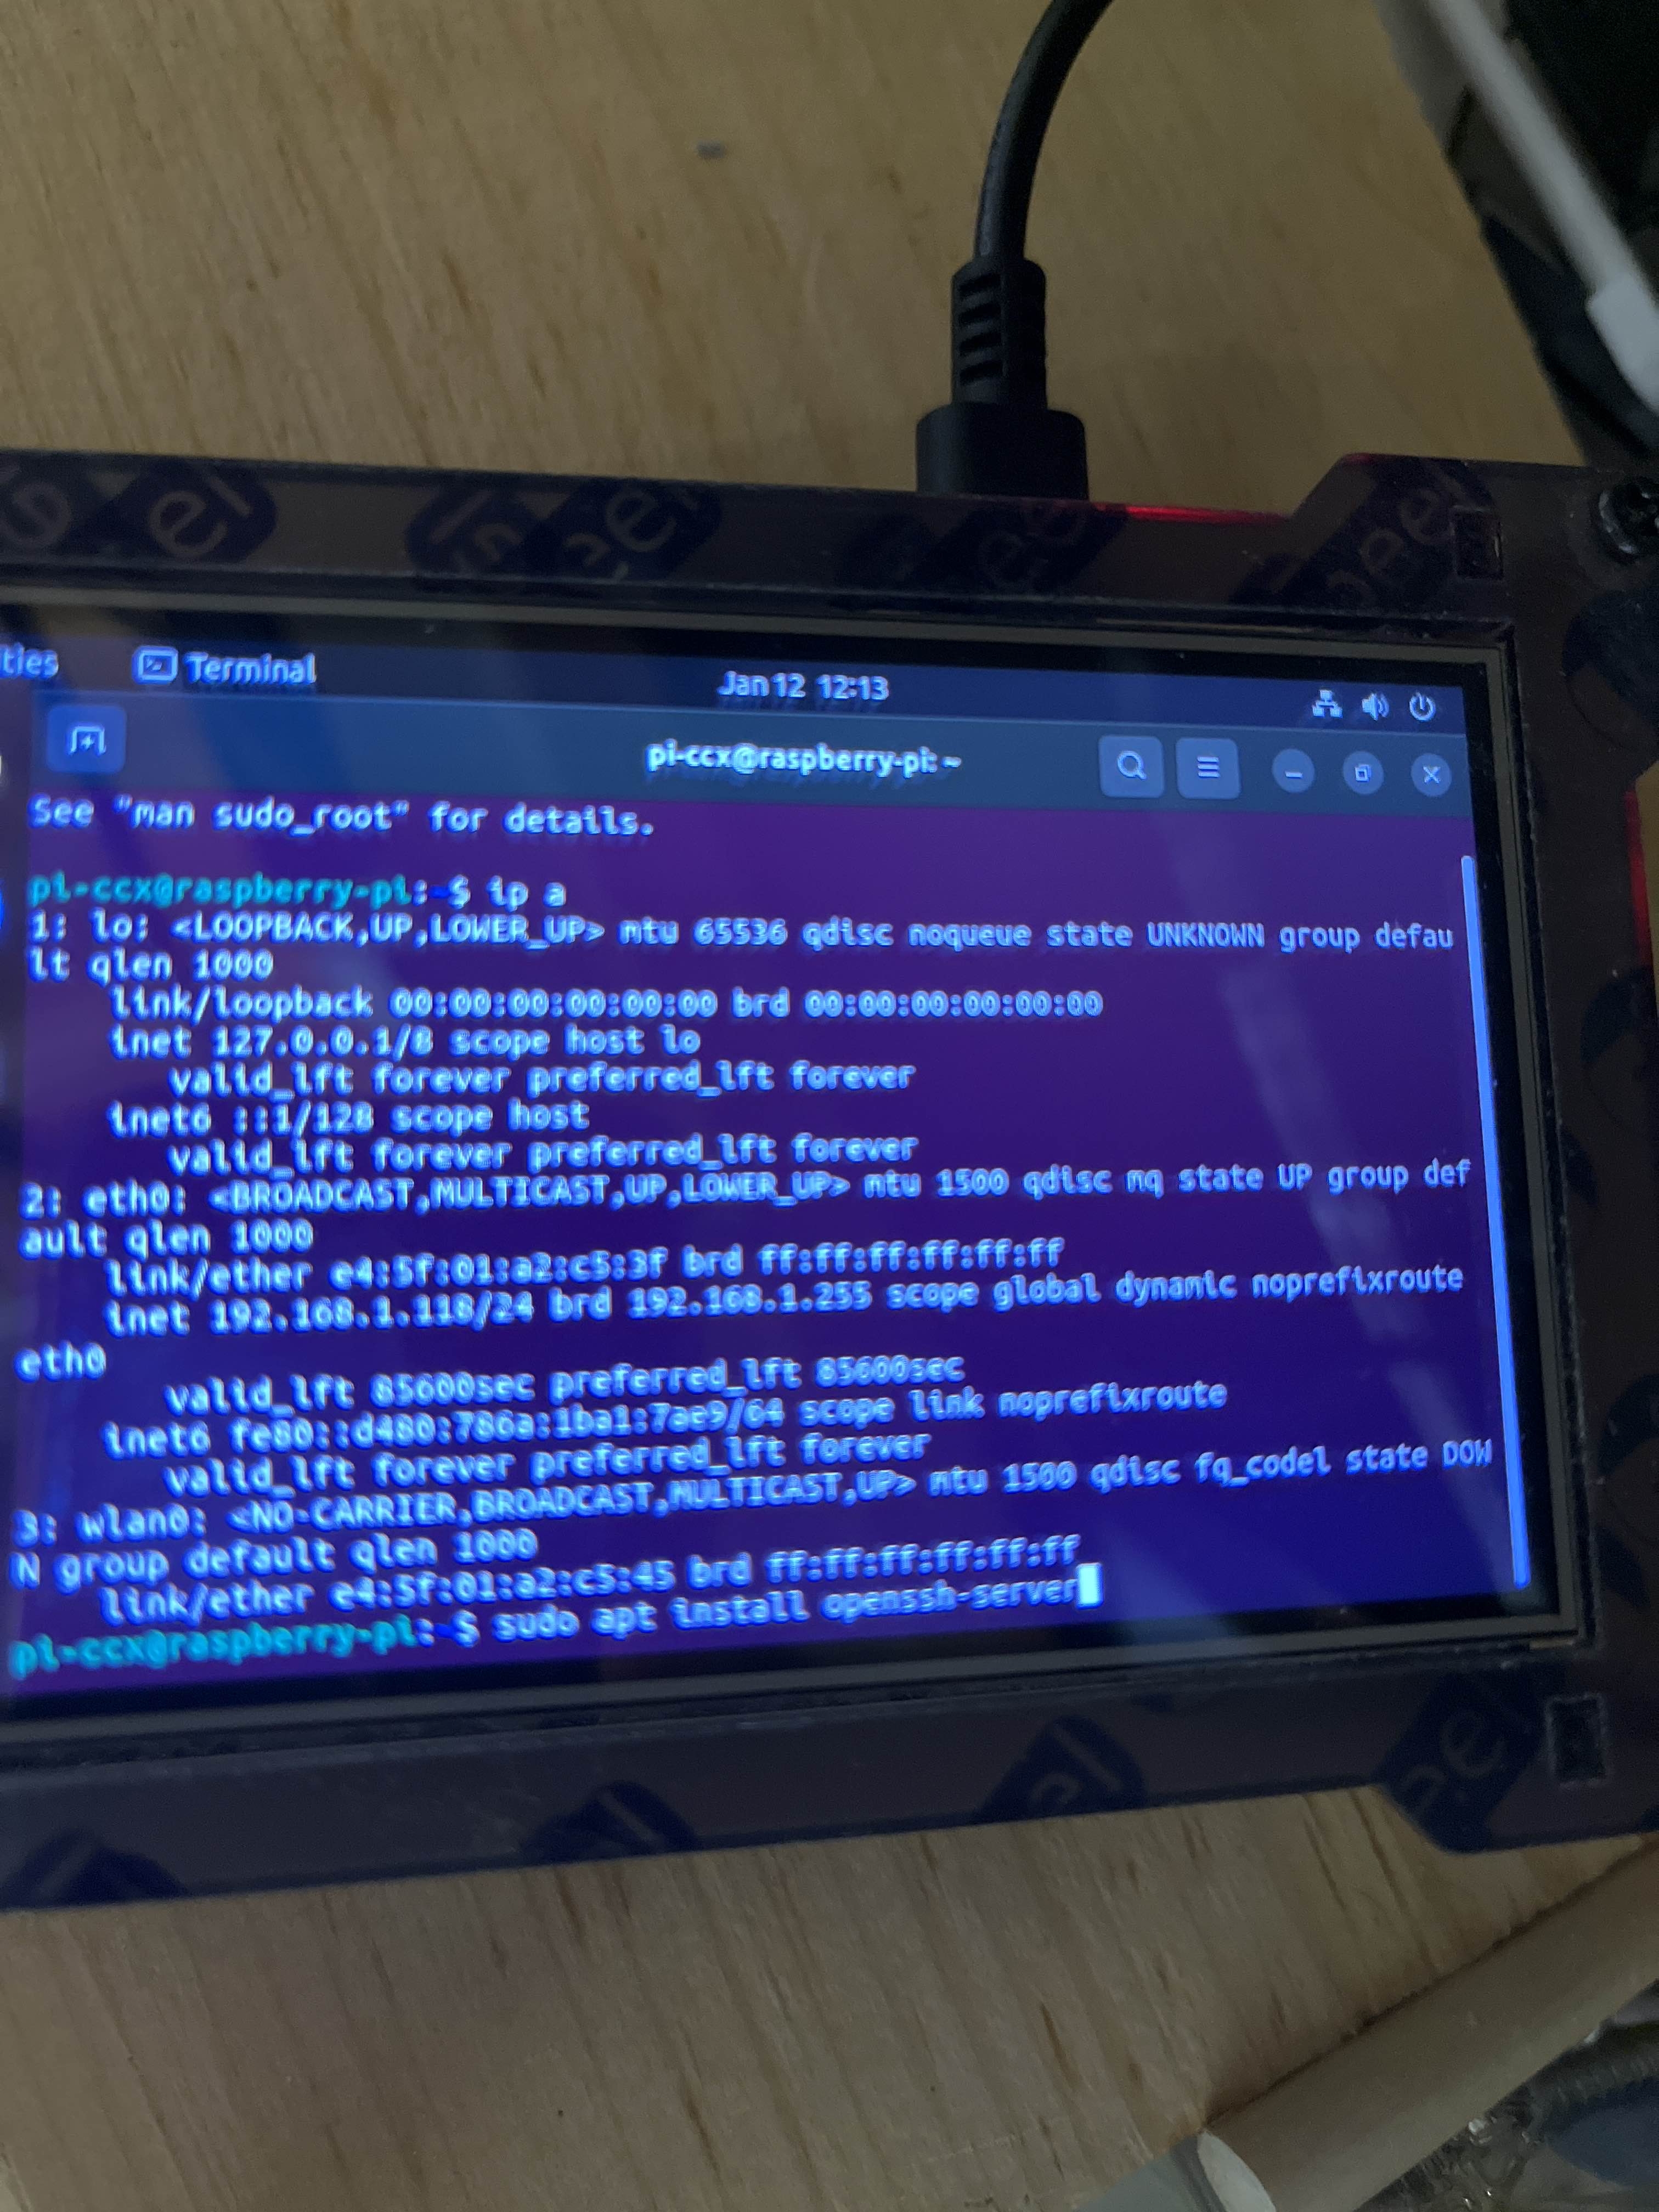 ties
Terminal
Jan 12 12:13
pi-ccx@raspberry-pi: ~
See "man sudo_root" for details.
pi-ccx@raspberry-pi:~$ ip a
1: lo: <LOOPBACK,UP,LOWER_UP> mtu 65536 qdisc noqueue state UNKNOWN group defau
lt qlen 1000
link/loopback 00:00:00:00:00:00 brd 00:00:00:00:00:00
inet 127.0.0.1/8 scope host lo
valid_lft forever preferred_lft forever
inet6 ::1/128 scope host
valid_lft forever preferred_lft forever
2: eth0: <BROADCAST,MULTICAST,UP,LOWER_UP> mtu 1500 qdisc mq state UP group def
ault qlen 1000
link/ether e4:5f:01:a2:c5:3f brd ff:ff:ff:ff:ff:ff
inet 192.168.1.118/24 brd 192.168.1.255 scope global dynamic noprefixroute
eth0
valid_lft 85600sec preferred_lft 85600sec
inet6 fe80::d480:786a:1ba1:7ae9/64 scope link noprefixroute
valid_lft forever preferred_lft forever
3: wlan0: <NO-CARRIER,BROADCAST,MULTICAST,UP> mtu 1500 qdisc fq_codel state DOW
N group default qlen 1000
link/ether e4:5f:01:a2:c5:45 brd ff:ff:ff:ff:ff:ff
pi-ccx@raspberry-pi:~$ sudo apt install openssh-server